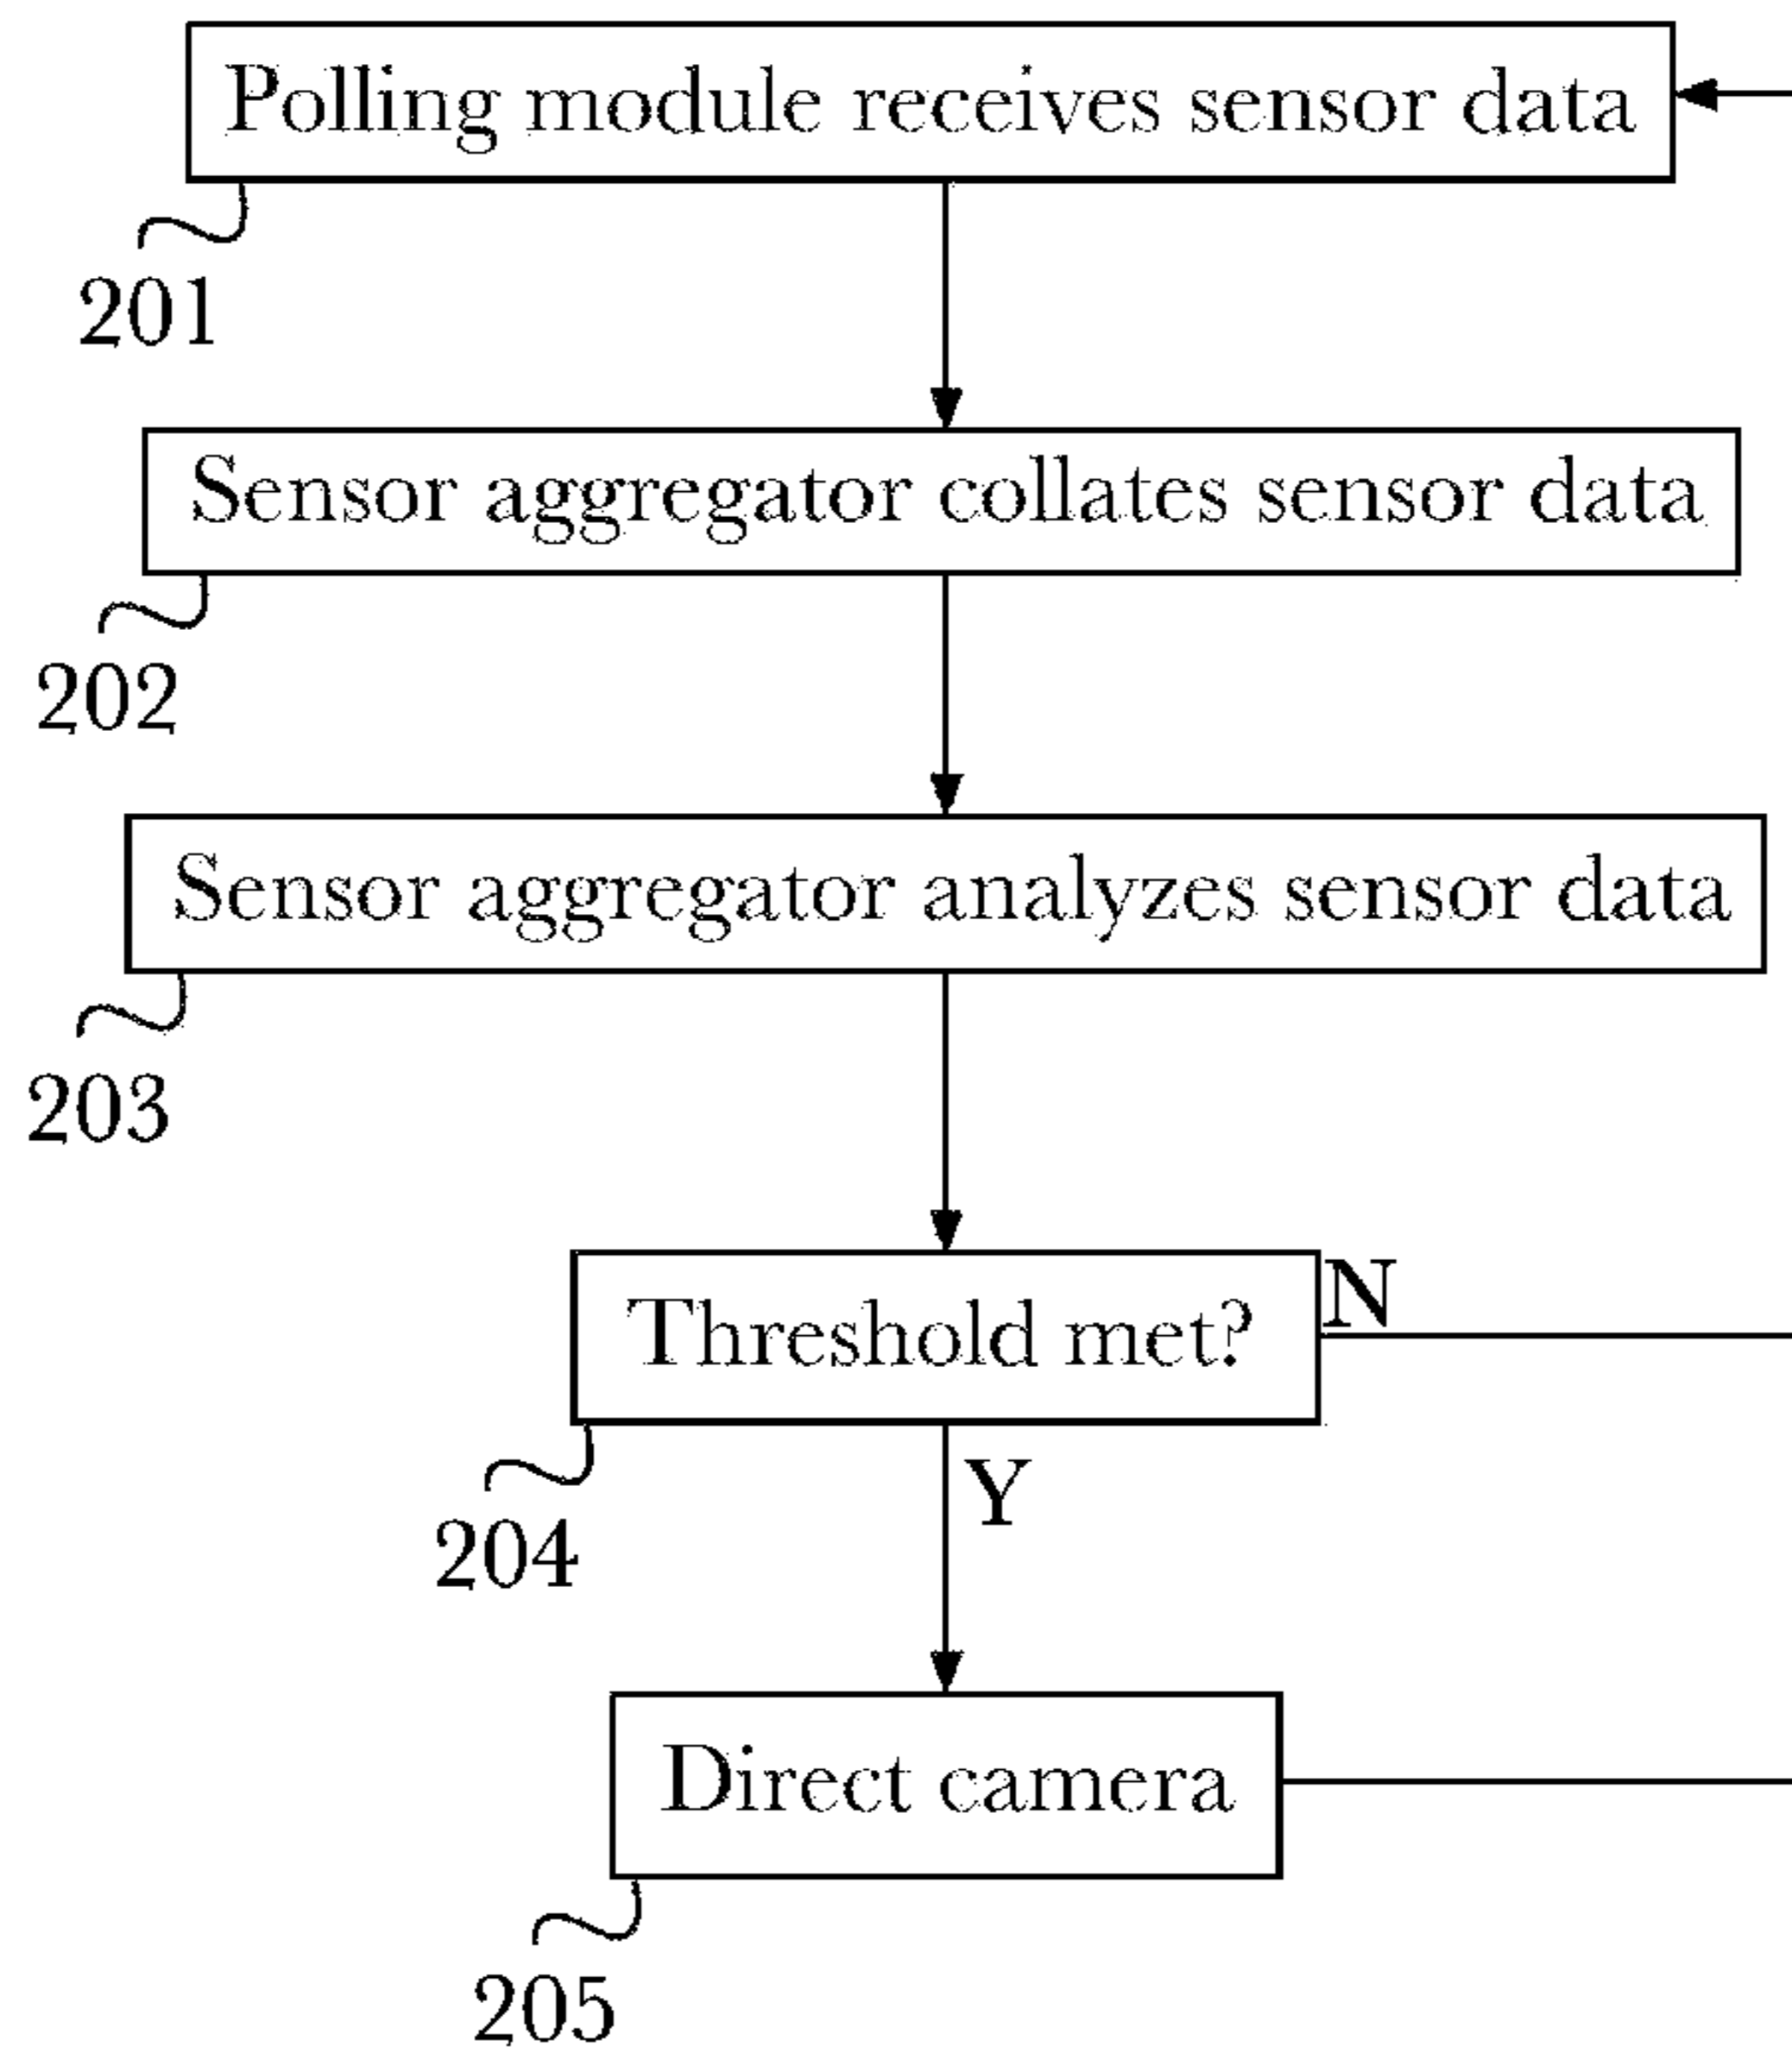 Polling module receives sensor data
201
Sensor aggregator collates sensor data
202
Sensor aggregator analyzes sensor data
203
Threshold met?
N
Y
204
Direct camera
205